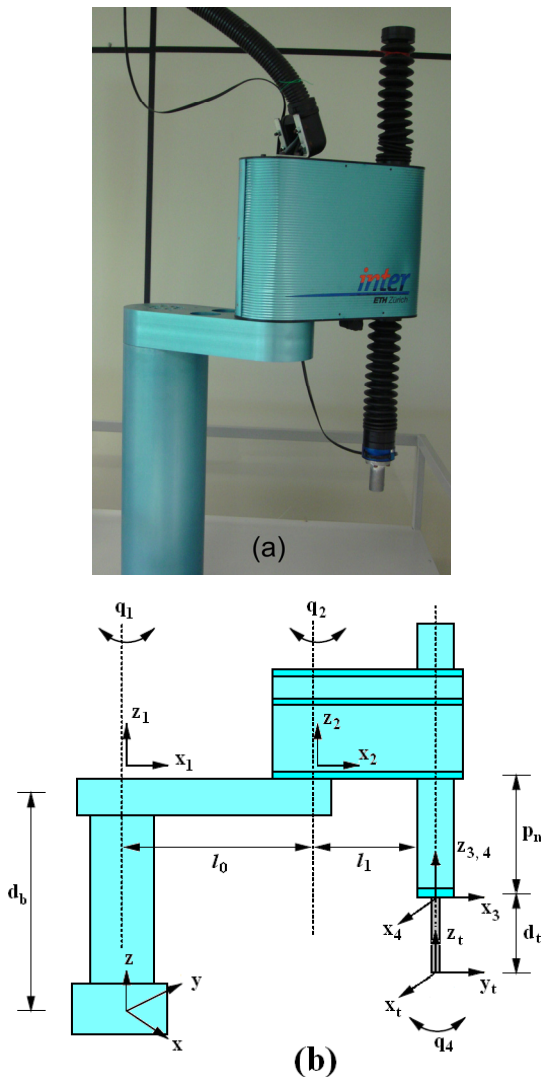 inter
ETH Zürich
(a)
q1 q2
z1 z2
x1 x2
l0 l1
pn
z3, 4
db
x3
x4
dt
zt
z
y
yt
xt
x
q4
(b)